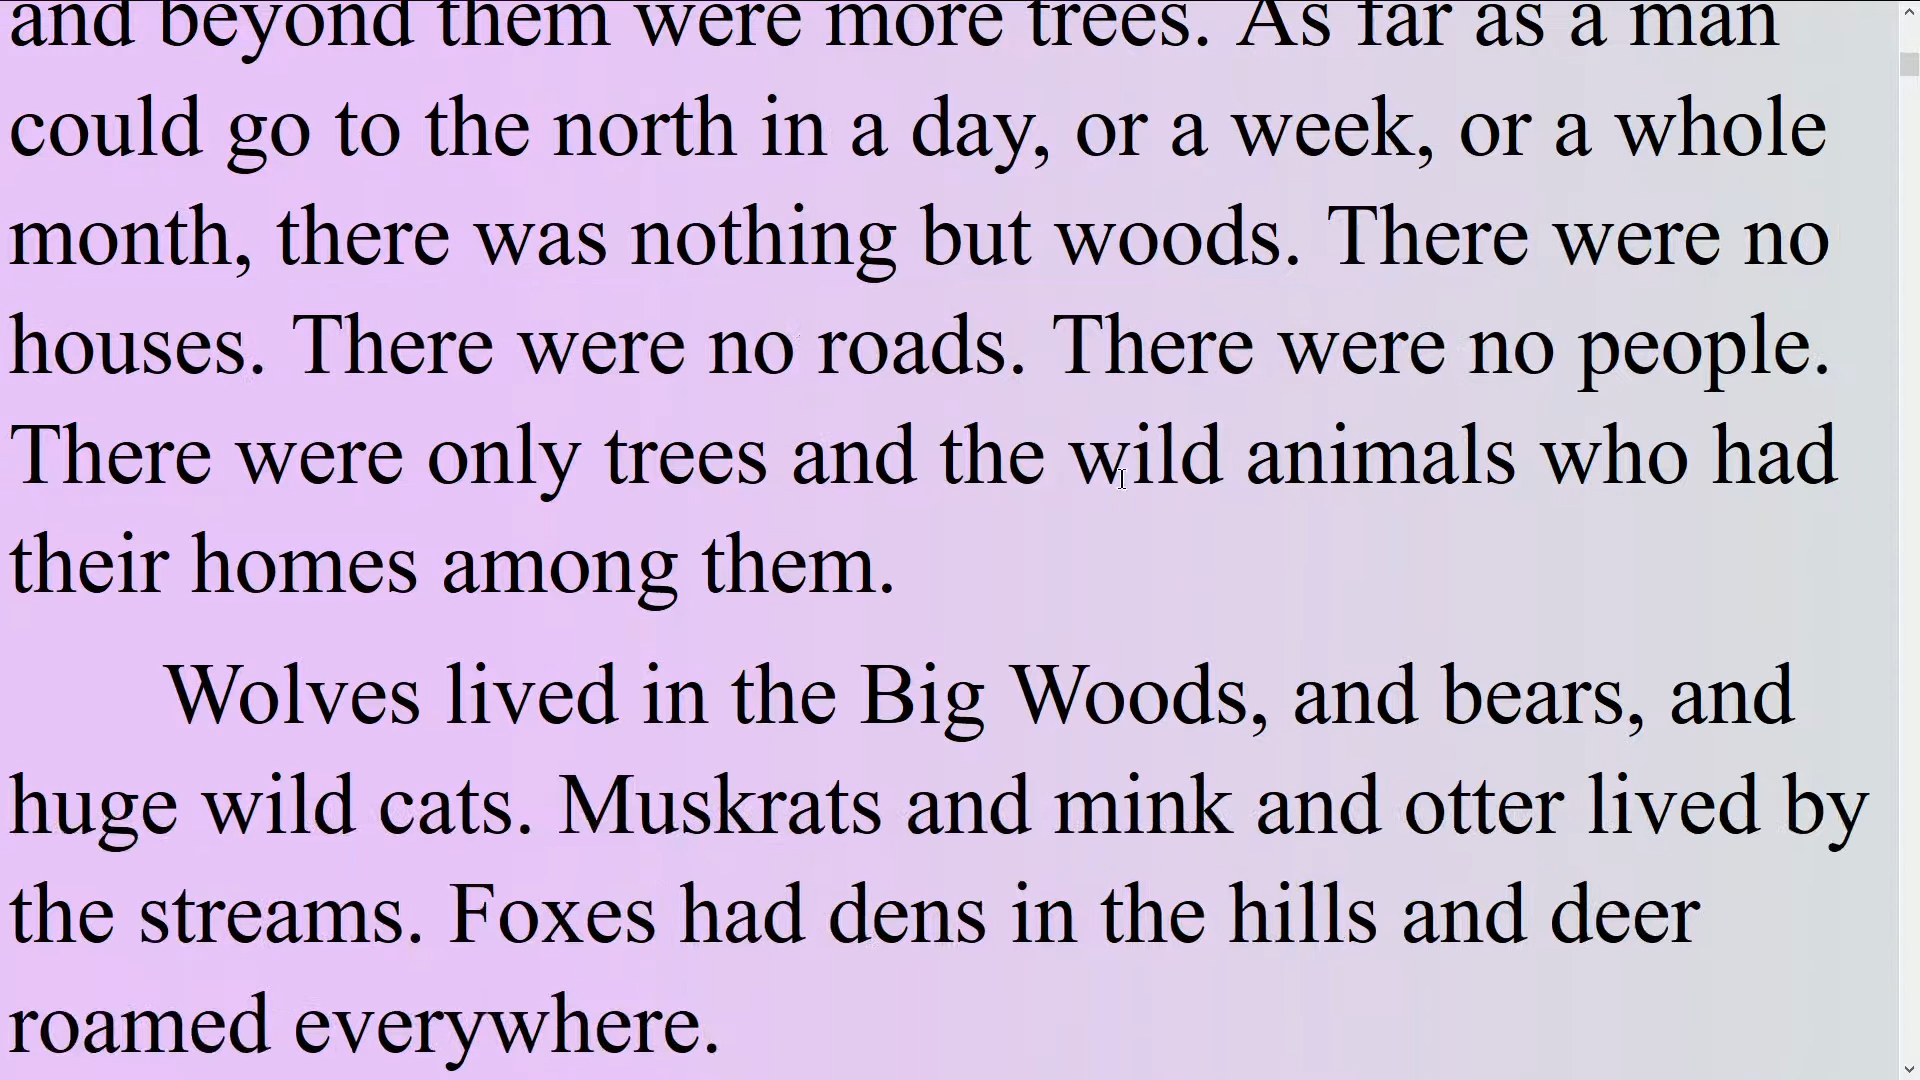 and beyond them were more trees. As far as a man
could go to the north in a day, or a week, or a whole
month, there was nothing but woods. There were no
houses. There were no roads. There were no people.
There were only trees and the wild animals who had
their homes among them.
Wolves lived in the Big Woods, and bears, and
huge wild cats. Muskrats and mink and otter lived by
the streams. Foxes had dens in the hills and deer
roamed everywhere.